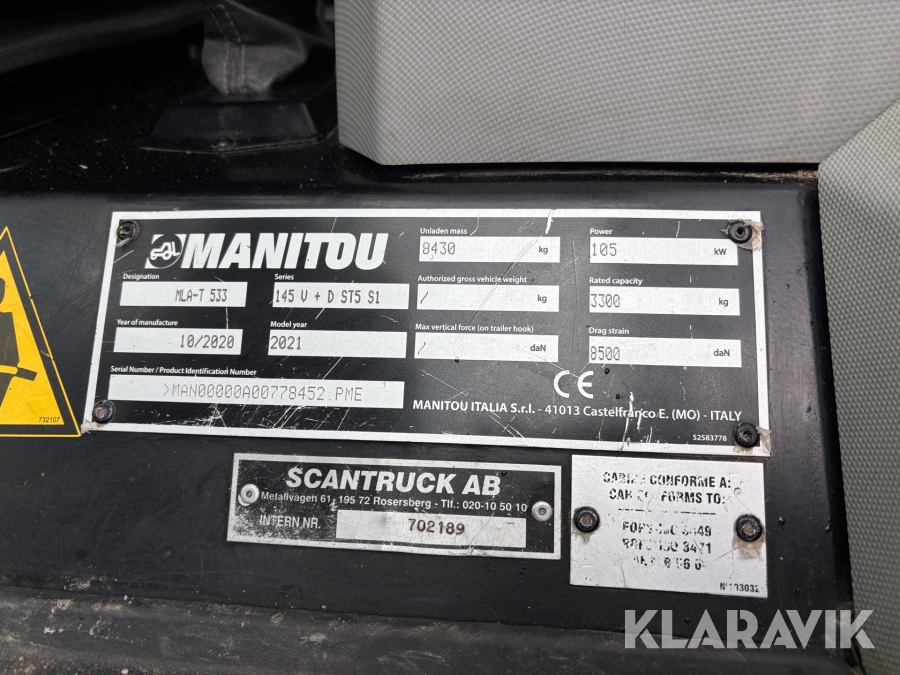 MANITOU
Unladen mass
8430 kg
Power
105 kW
Designation
MLA-T 533
Series
145 V + D ST5 S1
Authorized gross vehicle weight
/ kg
Rated capacity
3300 kg
Year of manufacture
10/2020
Model year
2021
Max vertical force (on trailer hook)
/ daN
Drag strain
8500 daN
Serial Number / Product Identification Number
>MAN00000A00778452.PME
CE
MANITOU ITALIA S.r.l. - 41013 Castelfranco E. (MO) - ITALY
52583778
732107
SCANTRUCK AB
Metallvägen 61, 195 72 Rosersberg - Tlf.: 020-10 50 10
INTERN NR.
702189
CONFORME A:
TO:
KLARAVIK